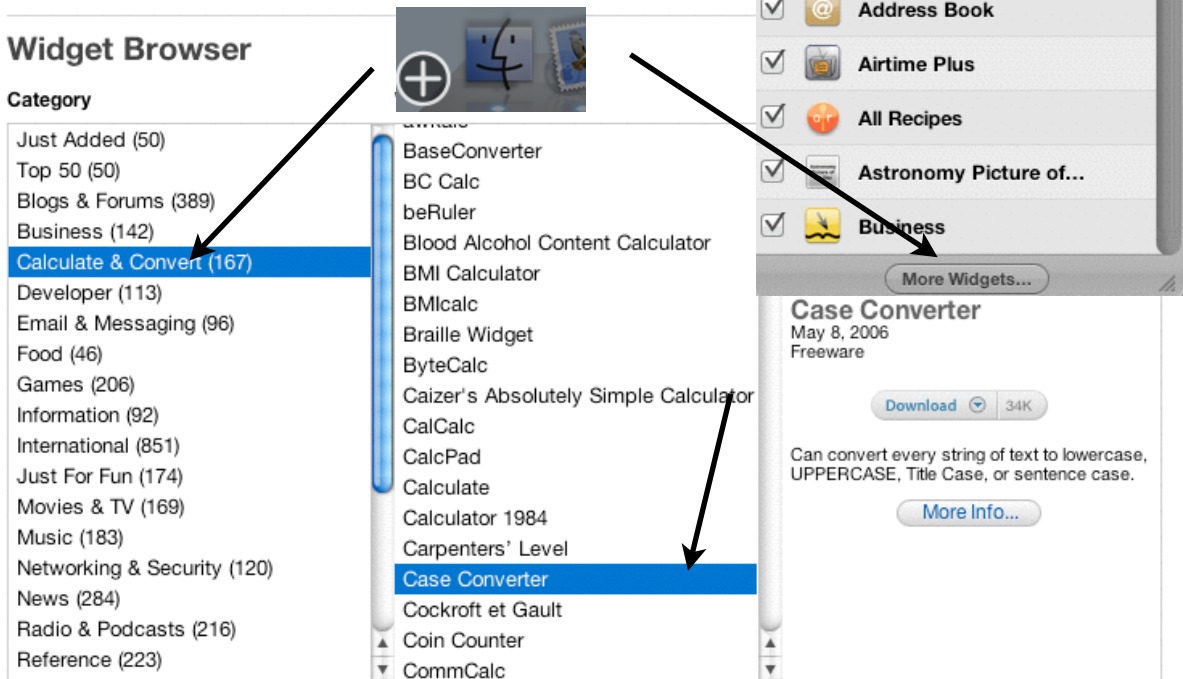 Widget Browser
Category
Just Added (50)
Top 50 (50)
Blogs & Forums (389)
Business (142)
Calculate & Convert (167)
Developer (113)
Email & Messaging (96)
Food (46)
Games (206)
Information (92)
International (851)
Just For Fun (174)
Movies & TV (169)
Music (183)
Networking & Security (120)
News (284)
Radio & Podcasts (216)
Reference (223)
BaseConverter
BC Calc
beRuler
Blood Alcohol Content Calculator
BMI Calculator
BMIcalc
Braille Widget
ByteCalc
Caizer's Absolutely Simple Calculator
CalCalc
CalcPad
Calculate
Calculator 1984
Carpenters’ Level
Case Converter
Cockroft et Gault
Coin Counter
CommCalc
Address Book
Airtime Plus
All Recipes
Astronomy Picture of...
Business
More Widgets...
Case Converter
May 8, 2006
Freeware
Download 34K
Can convert every string of text to lowercase,
UPPERCASE, Title Case, or sentence case.
More Info...